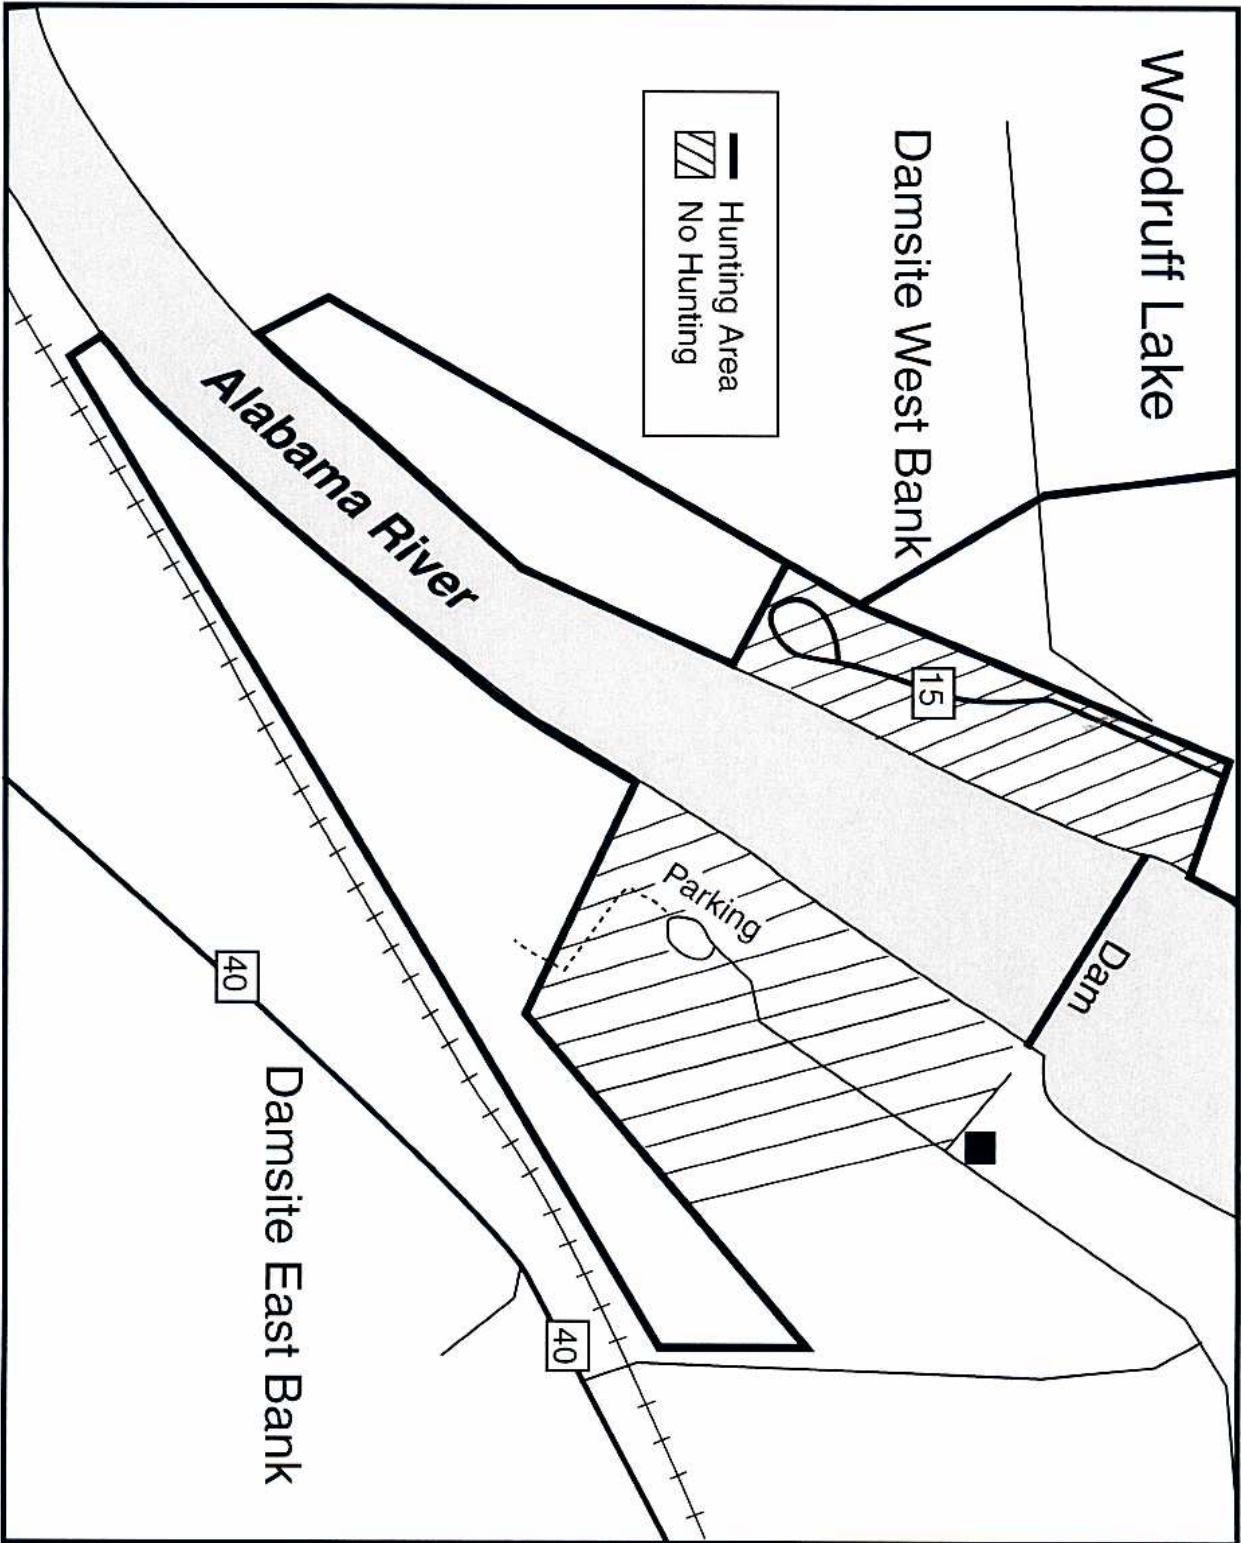 Woodruff Lake
Damsite West Bank
Hunting Area
No Hunting
15
Dam
Alabama River
Parking
40
40
Damsite East Bank